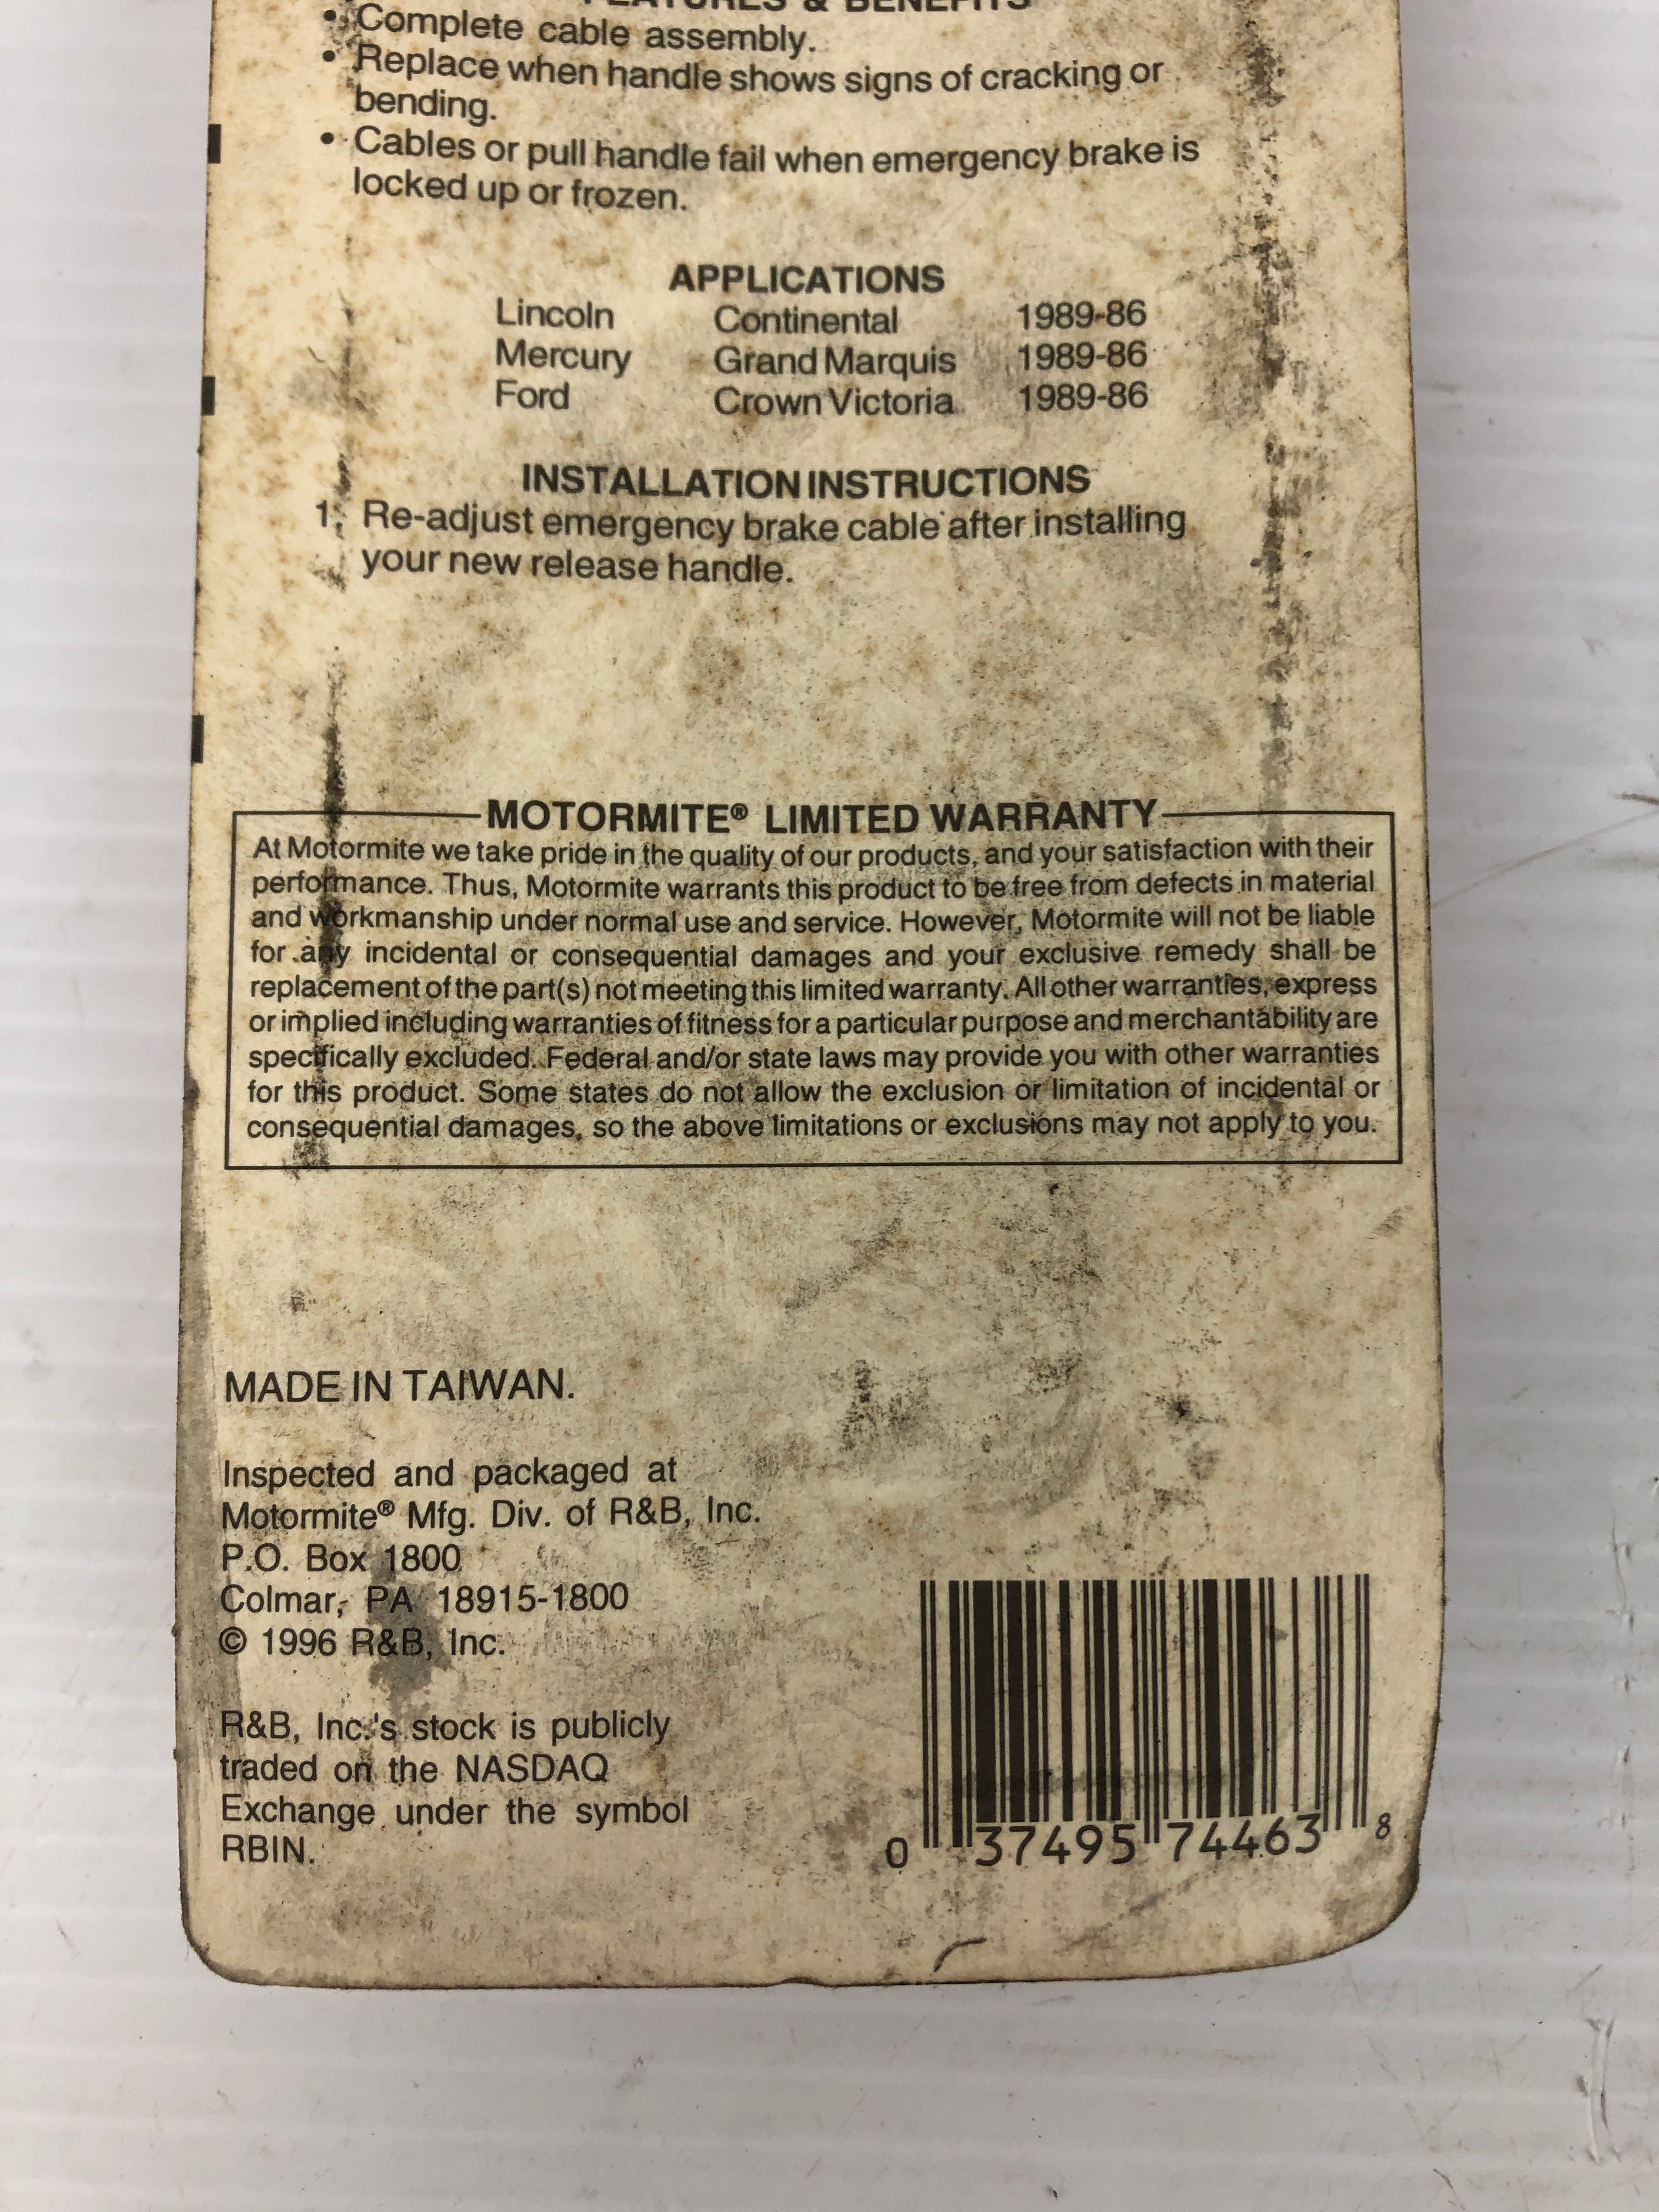 FEATURES & BENEFITS
• Complete cable assembly.
• Replace when handle shows signs of cracking or
bending.
• Cables or pull handle fail when emergency brake is
locked up or frozen.
APPLICATIONS
Lincoln Continental 1989-86
Mercury Grand Marquis 1989-86
Ford Crown Victoria 1989-86
INSTALLATION INSTRUCTIONS
1. Re-adjust emergency brake cable after installing
your new release handle.
MOTORMITE® LIMITED WARRANTY
At Motormite we take pride in the quality of our products, and your satisfaction with their
performance. Thus, Motormite warrants this product to be free from defects in material
and workmanship under normal use and service. However, Motormite will not be liable
for any incidental or consequential damages and your exclusive remedy shall be
replacement of the part(s) not meeting this limited warranty. All other warranties, express
or implied including warranties of fitness for a particular purpose and merchantability are
specifically excluded. Federal and/or state laws may provide you with other warranties
for this product. Some states do not allow the exclusion or limitation of incidental or
consequential damages, so the above limitations or exclusions may not apply to you.
MADE IN TAIWAN.
Inspected and packaged at
Motormite® Mfg. Div. of R&B, Inc.
P.O. Box 1800
Colmar, PA 18915-1800
© 1996 R&B, Inc.
R&B, Inc.'s stock is publicly
traded on the NASDAQ
Exchange under the symbol
RBIN.
0 37495 74463 8